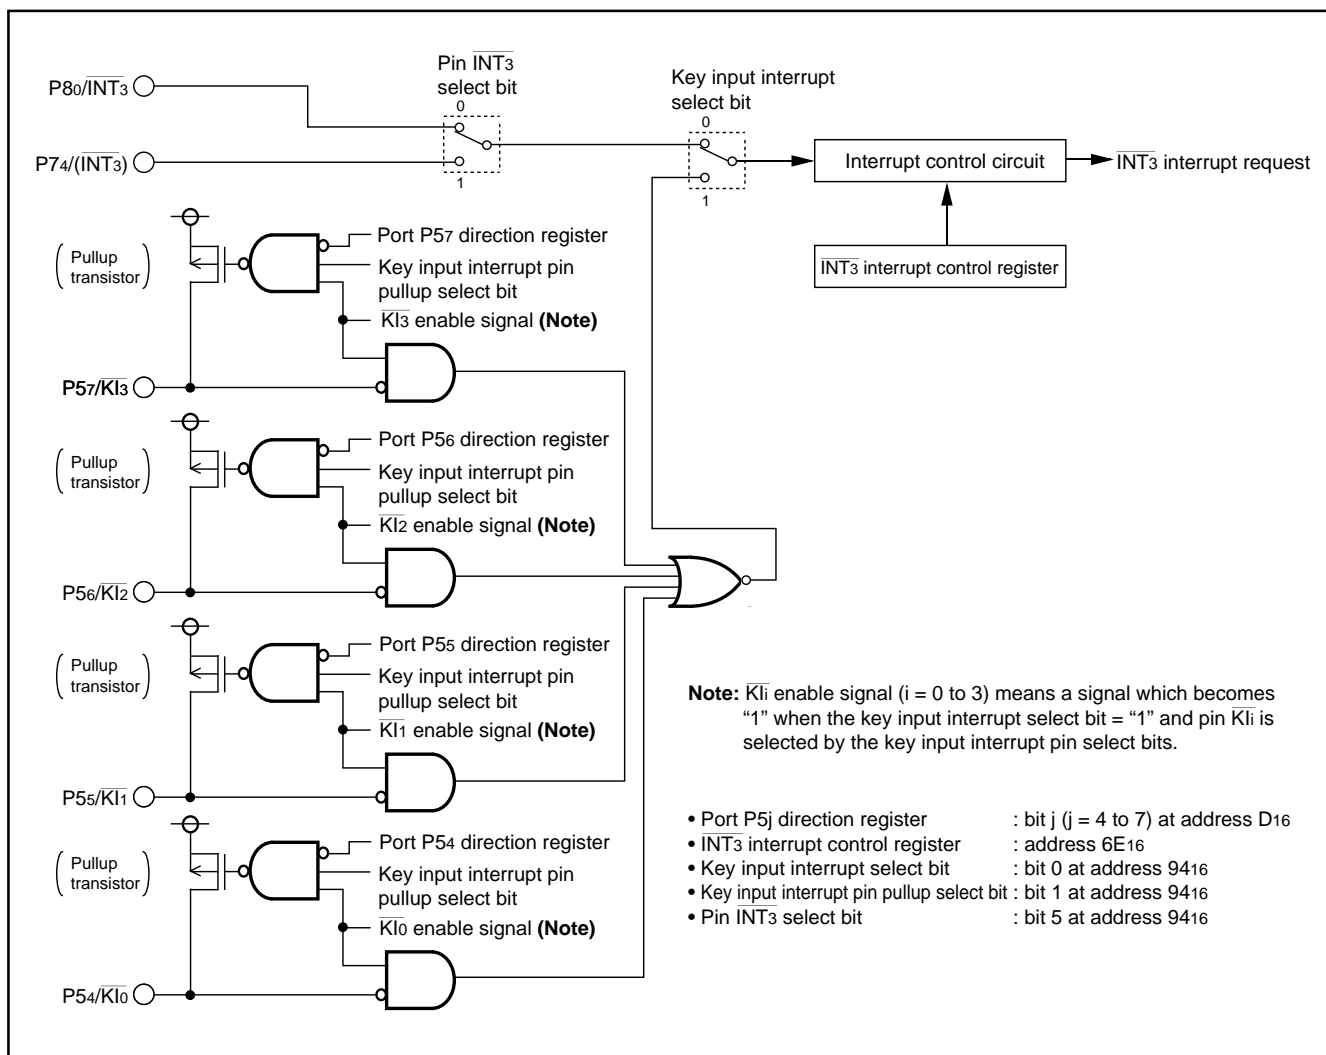 P80/INT3
Pin INT3
select bit
0
1
Key input interrupt
select bit
0
1
P74/(INT3)
Interrupt control circuit
INT3 interrupt request
INT3 interrupt control register
(Pullup
transistor)
Port P57 direction register
Key input interrupt pin
pullup select bit
KI3 enable signal (Note)
P57/KI3
(Pullup
transistor)
Port P56 direction register
Key input interrupt pin
pullup select bit
KI2 enable signal (Note)
P56/KI2
(Pullup
transistor)
Port P55 direction register
Key input interrupt pin
pullup select bit
KI1 enable signal (Note)
P55/KI1
(Pullup
transistor)
Port P54 direction register
Key input interrupt pin
pullup select bit
KI0 enable signal (Note)
P54/KI0
Note: KIi enable signal (i = 0 to 3) means a signal which becomes
“1” when the key input interrupt select bit = “1” and pin KIi is
selected by the key input interrupt pin select bits.
• Port P5j direction register : bit j (j = 4 to 7) at address D16
• INT3 interrupt control register : address 6E16
• Key input interrupt select bit : bit 0 at address 9416
• Key input interrupt pin pullup select bit : bit 1 at address 9416
• Pin INT3 select bit : bit 5 at address 9416